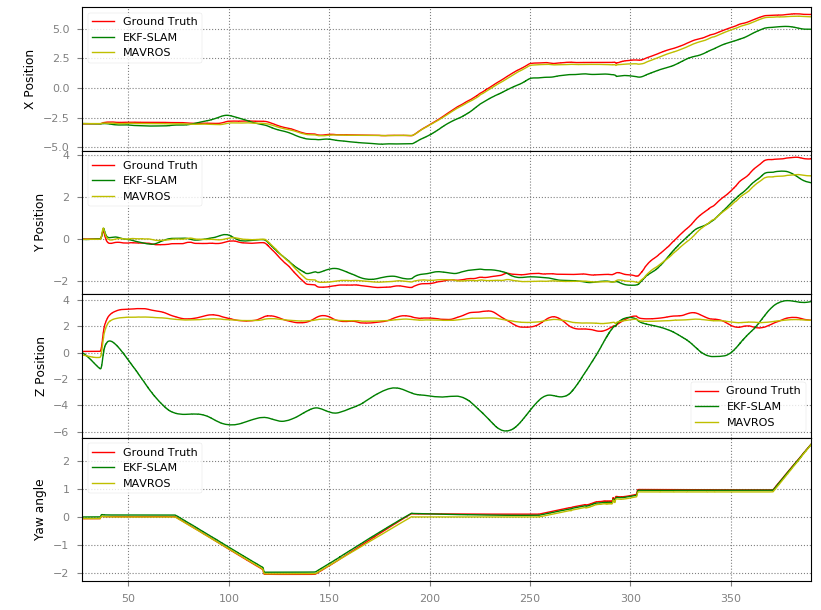 X Position
5.0
2.5
0.0
−2.5
−5.0
Ground Truth
EKF-SLAM
MAVROS
Y Position
4
2
0
−2
Ground Truth
EKF-SLAM
MAVROS
Z Position
4
2
0
−2
−4
−6
Ground Truth
EKF-SLAM
MAVROS
Yaw angle
2
1
0
−1
−2
Ground Truth
EKF-SLAM
MAVROS
50 100 150 200 250 300 350